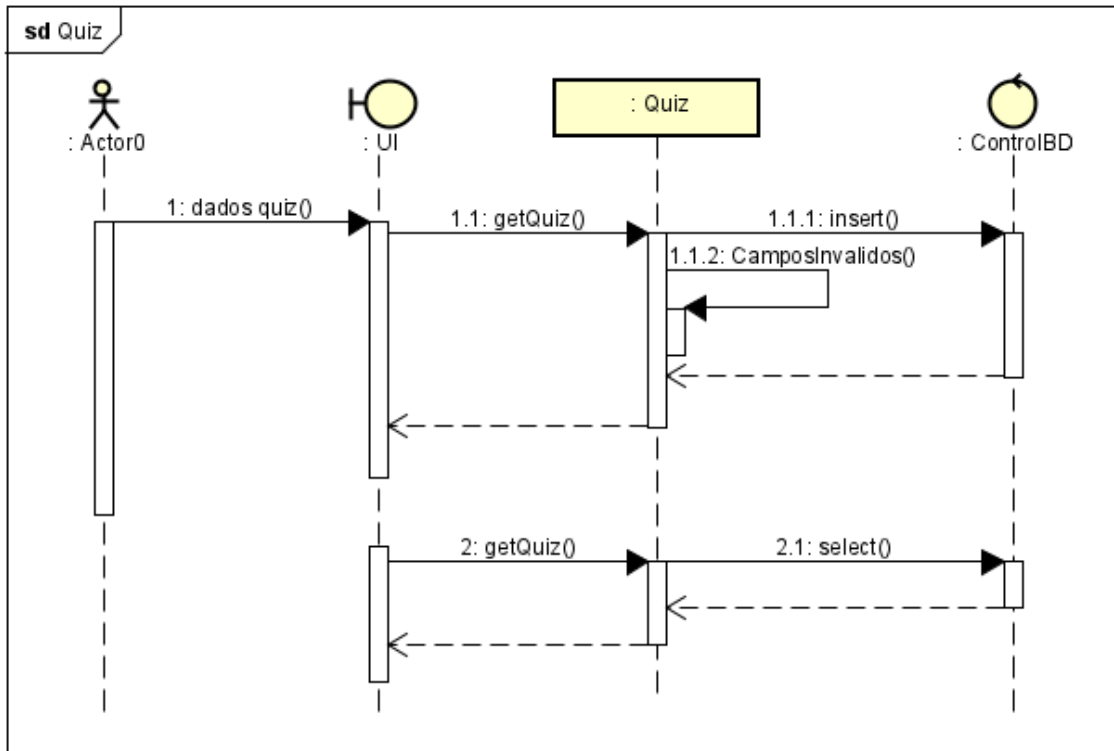 sd Quiz
: Actor0
: UI
: Quiz
: ControlBD
1: dados quiz()
1.1: getQuiz()
1.1.1: insert()
1.1.2: CamposInvalidos()
2: getQuiz()
2.1: select()